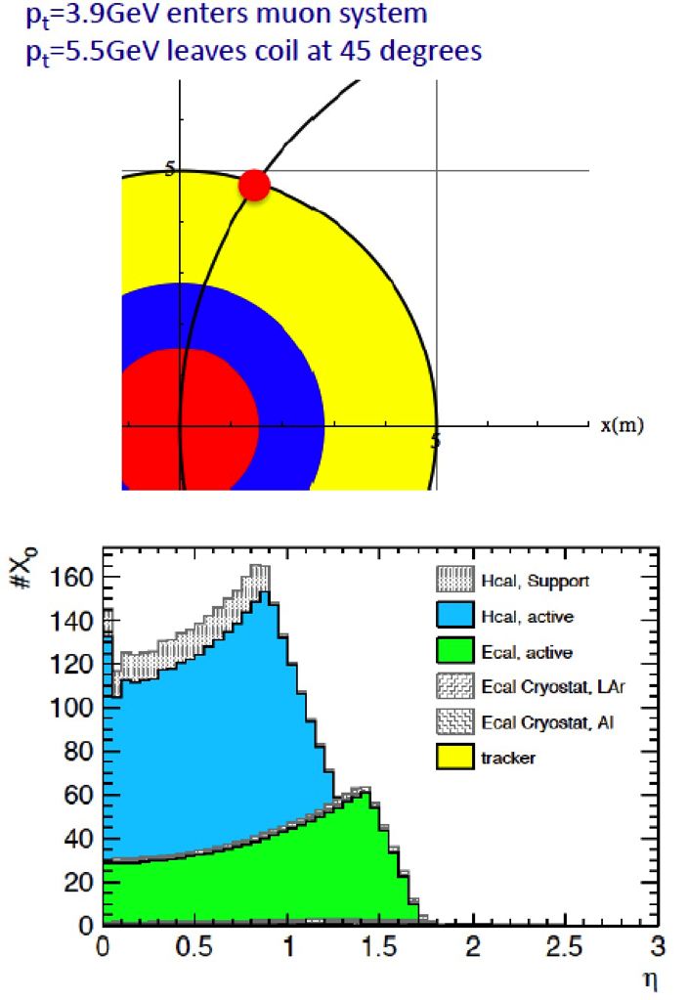 pt=3.9GeV enters muon system
pt=5.5GeV leaves coil at 45 degrees
5
x(m)
5
#X0
160
140
120
100
80
60
40
20
0
Hcal, Support
Hcal, active
Ecal, active
Ecal Cryostat, LAr
Ecal Cryostat, Al
tracker
0 0.5 1 1.5 2 2.5 3
η